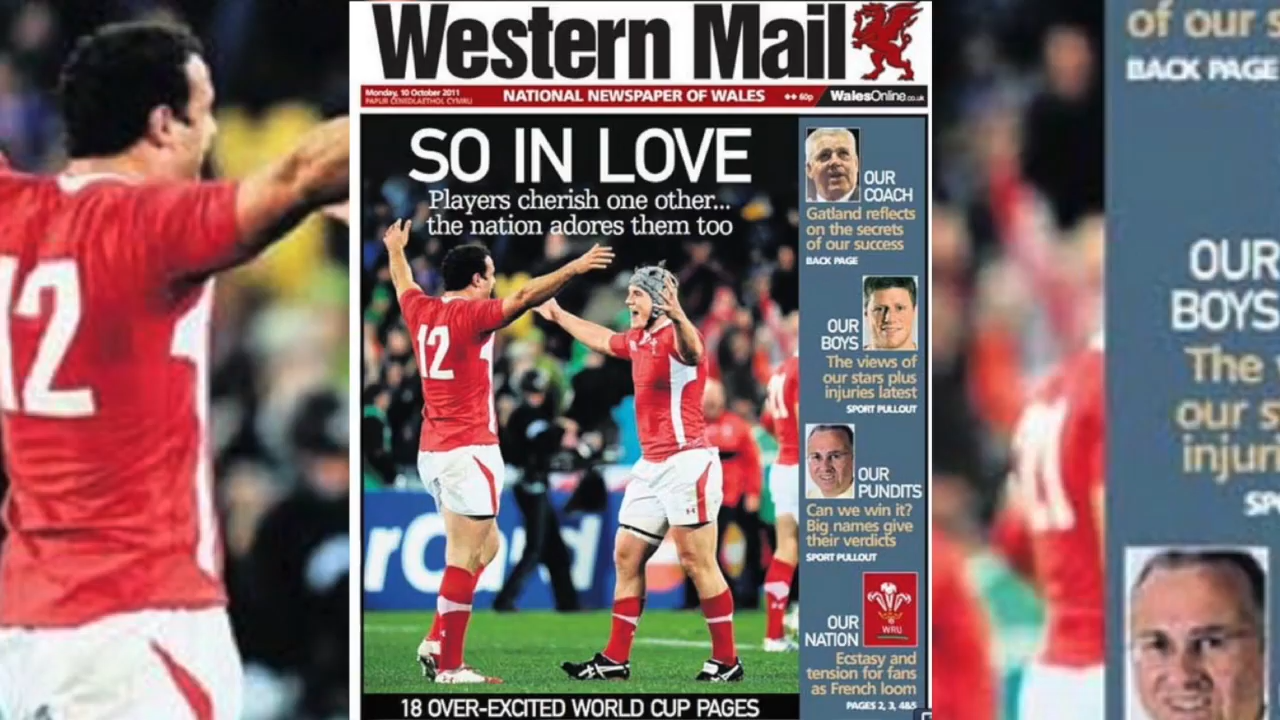 Western Mail
Monday, 10 October 2011
PAPUR CENEDLAETHOL CYMRU
NATIONAL NEWSPAPER OF WALES
60p
WalesOnline.co.uk
SO IN LOVE
Players cherish one other...
the nation adores them too
12
11
OUR
COACH
Gatland reflects
on the secrets
of our success
BACK PAGE
OUR
BOYS
The views of
our stars plus
injuries latest
SPORT PULLOUT
OUR
PUNDITS
Can we win it?
Big names give
their verdicts
SPORT PULLOUT
OUR
NATION
WRU
Ecstasy and
tension for fans
as French loom
PAGES 2, 3, 4&5
18 OVER-EXCITED WORLD CUP PAGES
12
of our s
BACK PAGE
OUR
BOYS
The
our s
injuri
SP
11